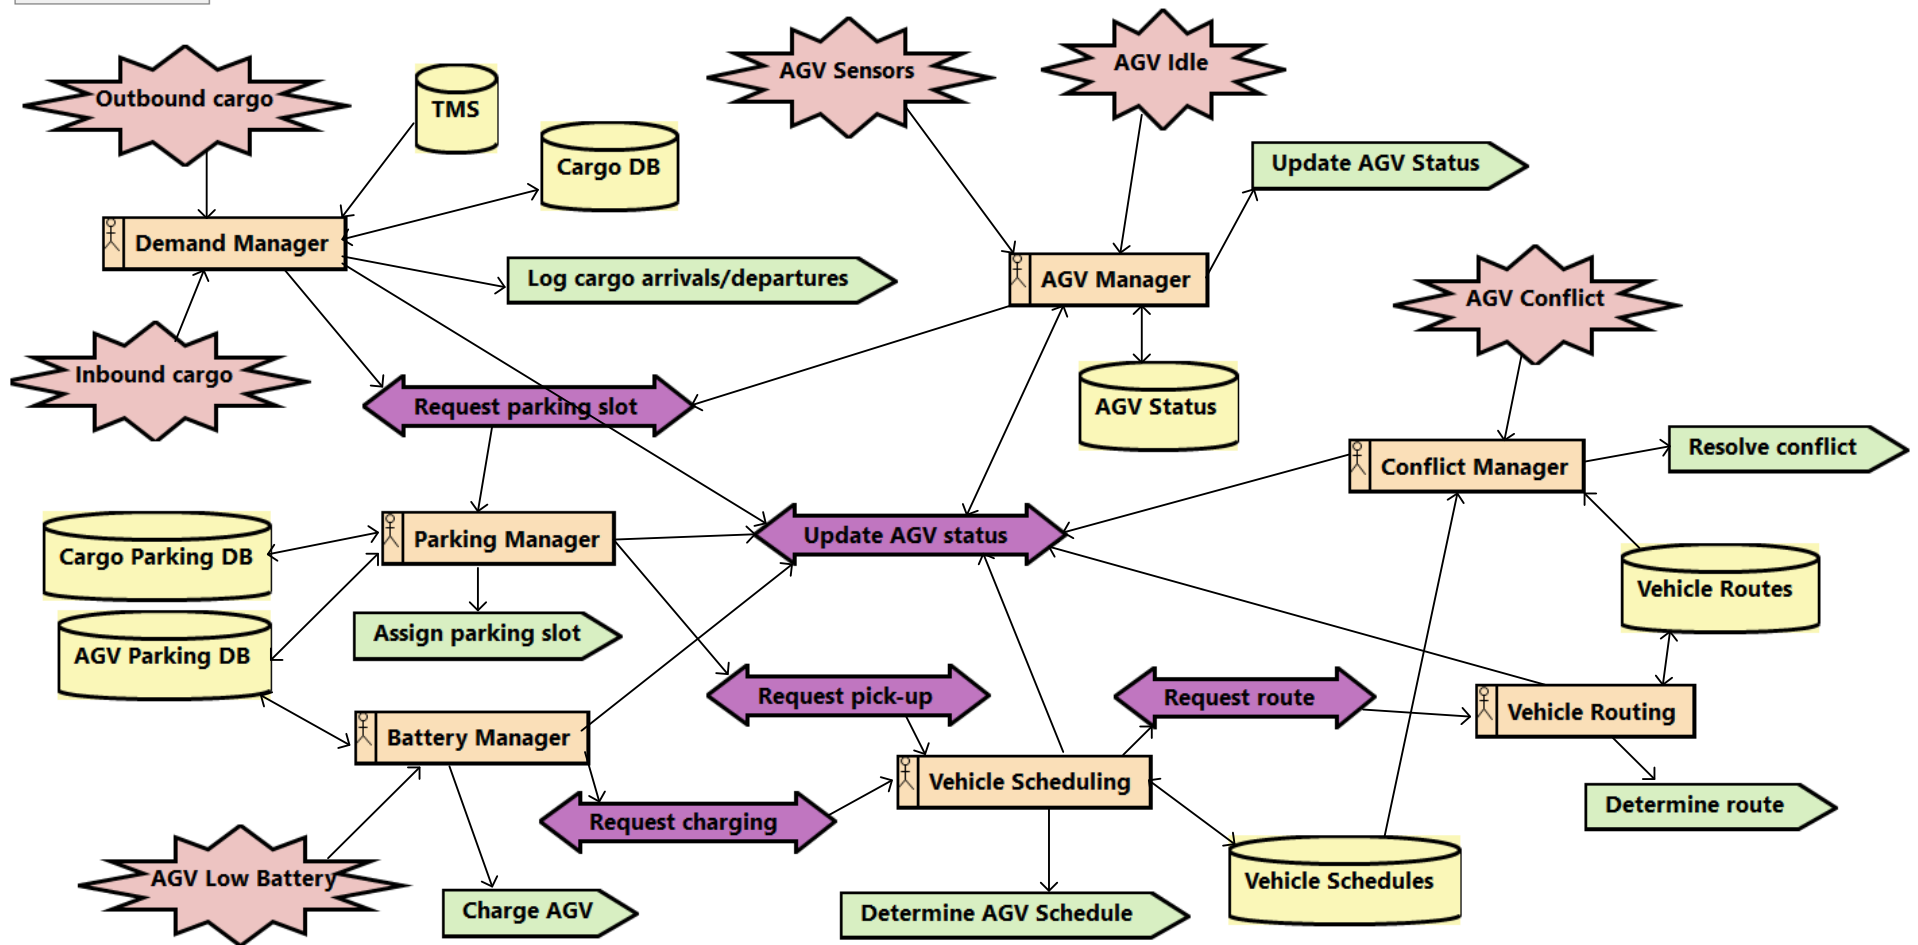 AGV Sensors
AGV Idle
Outbound cargo
TMS
Cargo DB
Update AGV Status
Demand Manager
Log cargo arrivals/departures
AGV Manager
AGV Conflict
Inbound cargo
Request parking slot
AGV Status
Conflict Manager
Resolve conflict
Cargo Parking DB
Parking Manager
Update AGV status
Vehicle Routes
AGV Parking DB
Assign parking slot
Request pick-up
Request route
Vehicle Routing
Battery Manager
Vehicle Scheduling
Determine route
Request charging
AGV Low Battery
Vehicle Schedules
Charge AGV
Determine AGV Schedule